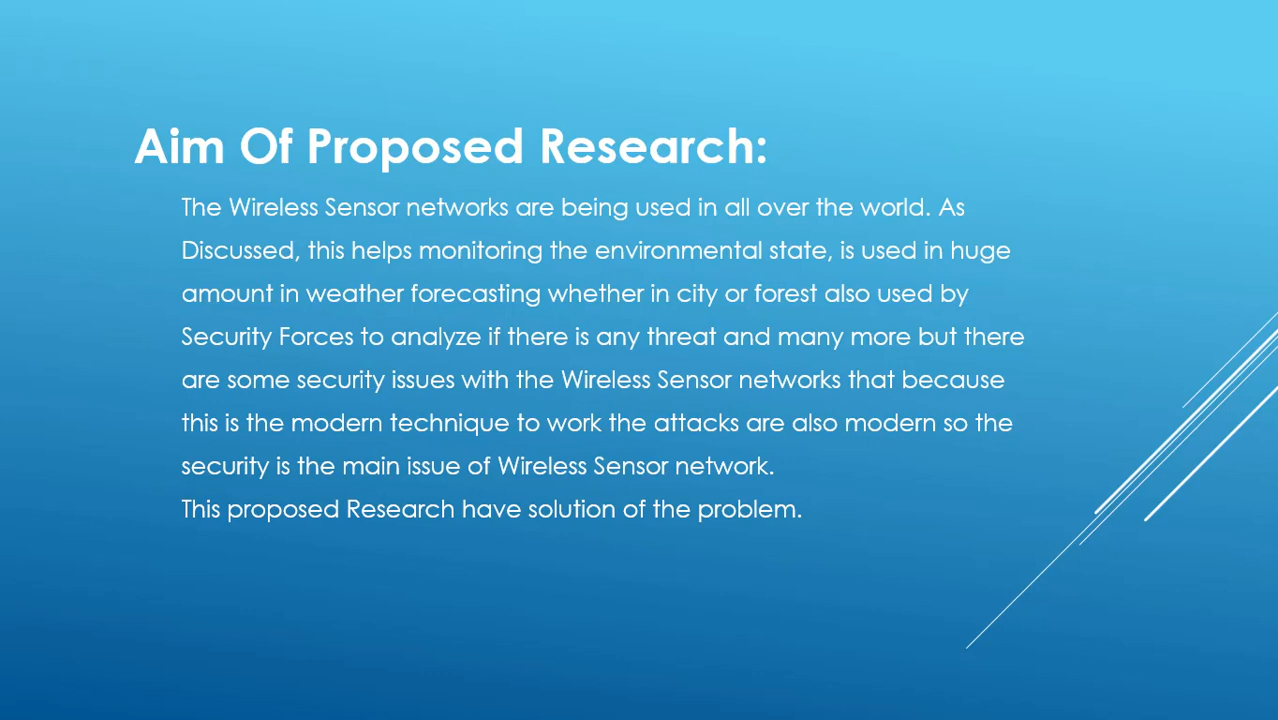 Aim Of Proposed Research:
The Wireless Sensor networks are being used in all over the world. As
Discussed, this helps monitoring the environmental state, is used in huge
amount in weather forecasting whether in city or forest also used by
Security Forces to analyze if there is any threat and many more but there
are some security issues with the Wireless Sensor networks that because
this is the modern technique to work the attacks are also modern so the
security is the main issue of Wireless Sensor network.
This proposed Research have solution of the problem.